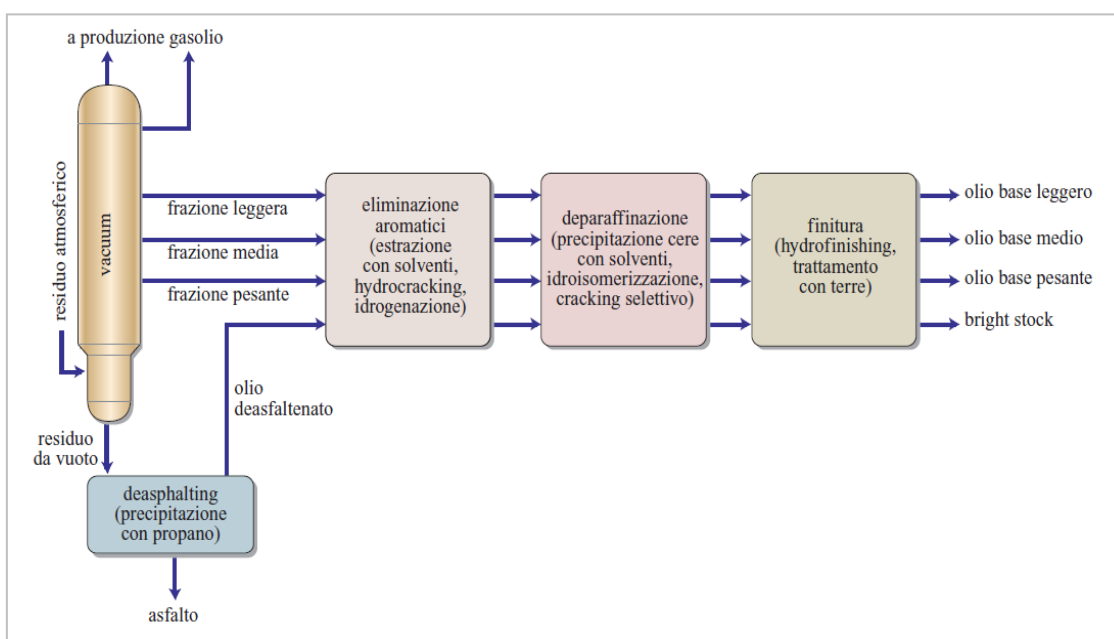 a produzione gasolio
residuo atmosferico
vacuum
frazione leggera
frazione media
frazione pesante
eliminazione
aromatici
(estrazione
con solventi,
hydrocracking,
idrogenazione)
deparaffinazione
(precipitazione cere
con solventi,
idroisomerizzazione,
cracking selettivo)
finitura
(hydrofinishing,
trattamento
con terre)
olio base leggero
olio base medio
olio base pesante
bright stock
olio
deasfaltenato
residuo
da vuoto
deasphalting
(precipitazione
con propano)
asfalto